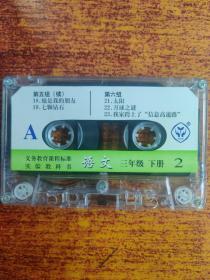 第五组（续）
18.她是我的朋友
19.七颗钻石
第六组
21.太阳
22.月球之谜
23.我家跨上了“信息高速路”
A
义务教育课程标准
实验教科书
语文 三年级 下册 2